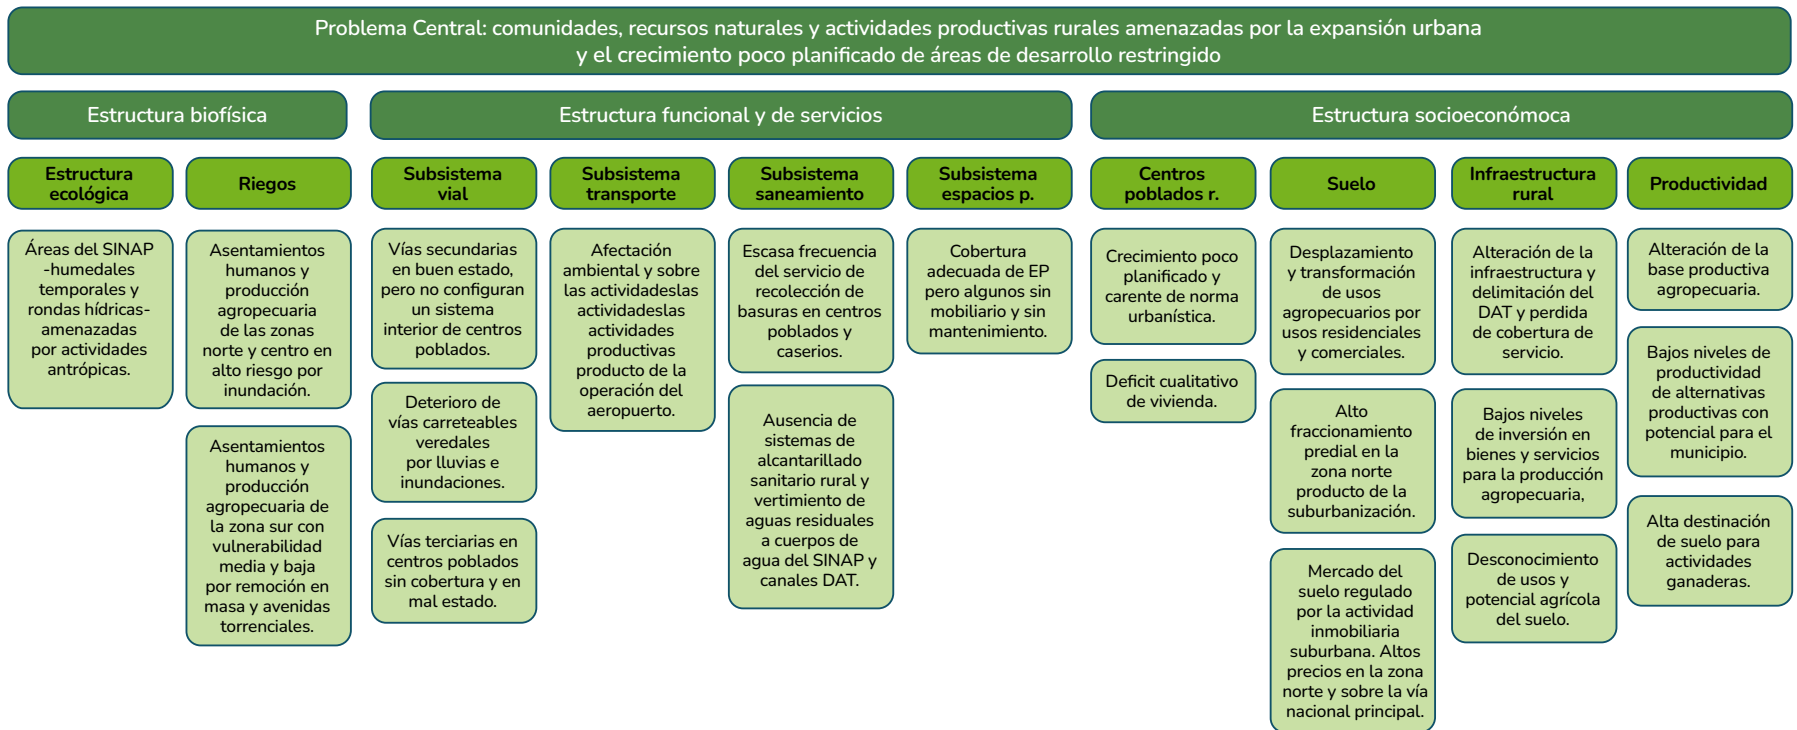 Problema Central: comunidades, recursos naturales y actividades productivas rurales amenazadas por la expansión urbana
y el crecimiento poco planificado de áreas de desarrollo restringido
Estructura biofísica
Estructura funcional y de servicios
Estructura socioeconómoca
Estructura
ecológica
Riegos
Subsistema
vial
Subsistema
transporte
Subsistema
saneamiento
Subsistema
espacios p.
Centros
poblados r.
Suelo
Infraestructura
rural
Productividad
Áreas del SINAP
-humedales
temporales y
rondas hídricas-
amenazadas
por actividades
antrópicas.
Asentamientos
humanos y
producción
agropecuaria
de las zonas
norte y centro en
alto riesgo por
inundación.
Asentamientos
humanos y
producción
agropecuaria de
la zona sur con
vulnerabilidad
media y baja
por remoción en
masa y avenidas
torrenciales.
Vías secundarias
en buen estado,
pero no configuran
un sistema
interior de centros
poblados.
Deterioro de
vías carreteables
veredales
por lluvias e
inundaciones.
Vías terciarias en
centros poblados
sin cobertura y en
mal estado.
Afectación
ambiental y sobre
las actividadeslas
actividadeslas
actividades
productivas
producto de la
operación del
aeropuerto.
Escasa frecuencia
del servicio de
recolección de
basuras en centros
poblados y
caserios.
Ausencia de
sistemas de
alcantarillado
sanitario rural y
vertimiento de
aguas residuales
a cuerpos de
agua del SINAP y
canales DAT.
Cobertura
adecuada de EP
pero algunos sin
mobiliario y sin
mantenimiento.
Crecimiento poco
planificado y
carente de norma
urbanística.
Deficit cualitativo
de vivienda.
Desplazamiento
y transformación
de usos
agropecuarios por
usos residenciales
y comerciales.
Alto
fraccionamiento
predial en la
zona norte
producto de la
suburbanización.
Mercado del
suelo regulado
por la actividad
inmobiliaria
suburbana. Altos
precios en la zona
norte y sobre la vía
nacional principal.
Alteración de la
infraestructura y
delimitación del
DAT y perdida
de cobertura de
servicio.
Bajos niveles
de inversión en
bienes y servicios
para la producción
agropecuaria,
Desconocimiento
de usos y
potencial agrícola
del suelo.
Alteración de la
base productiva
agropecuaria.
Bajos niveles de
productividad
de alternativas
productivas con
potencial para el
municipio.
Alta destinación
de suelo para
actividades
ganaderas.